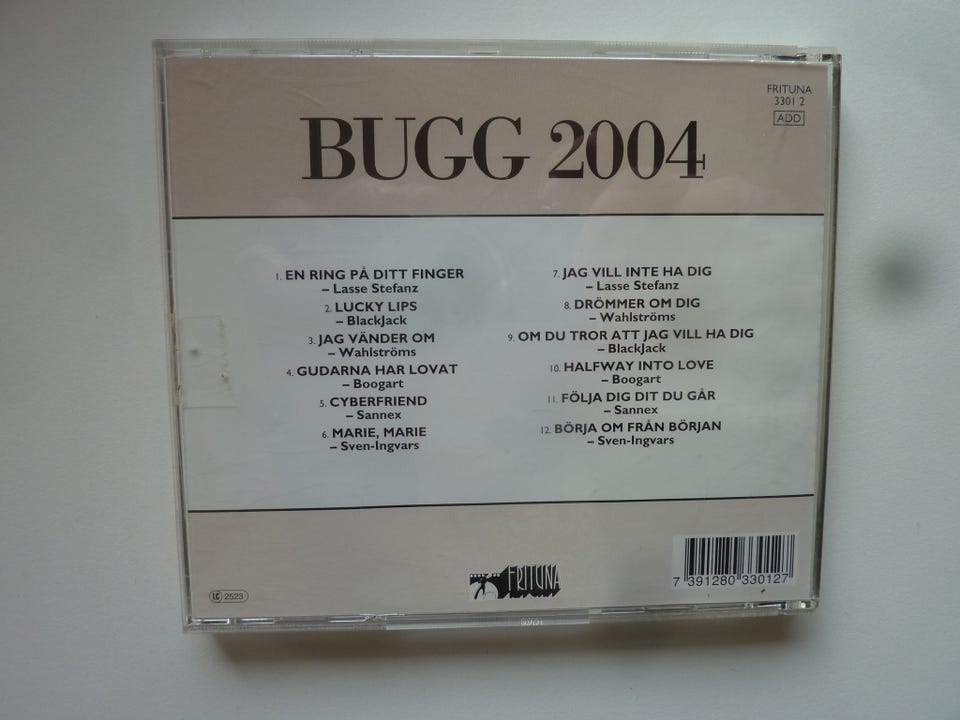 FRITUNA
3301 2
ADD
BUGG 2004
1. EN RING PÅ DITT FINGER
– Lasse Stefanz
2. LUCKY LIPS
– BlackJack
3. JAG VÄNDER OM
– Wahlströms
4. GUDARNA HAR LOVAT
– Boogart
5. CYBERFRIEND
– Sannex
6. MARIE, MARIE
– Sven-Ingvars
7. JAG VILL INTE HA DIG
– Lasse Stefanz
8. DRÖMMER OM DIG
– Wahlströms
9. OM DU TROR ATT JAG VILL HA DIG
– BlackJack
10. HALFWAY INTO LOVE
– Boogart
11. FÖLJA DIG DIT DU GÅR
– Sannex
12. BÖRJA OM FRÅN BÖRJAN
– Sven-Ingvars
LC 2523
FRITUNA
7 391280 330127